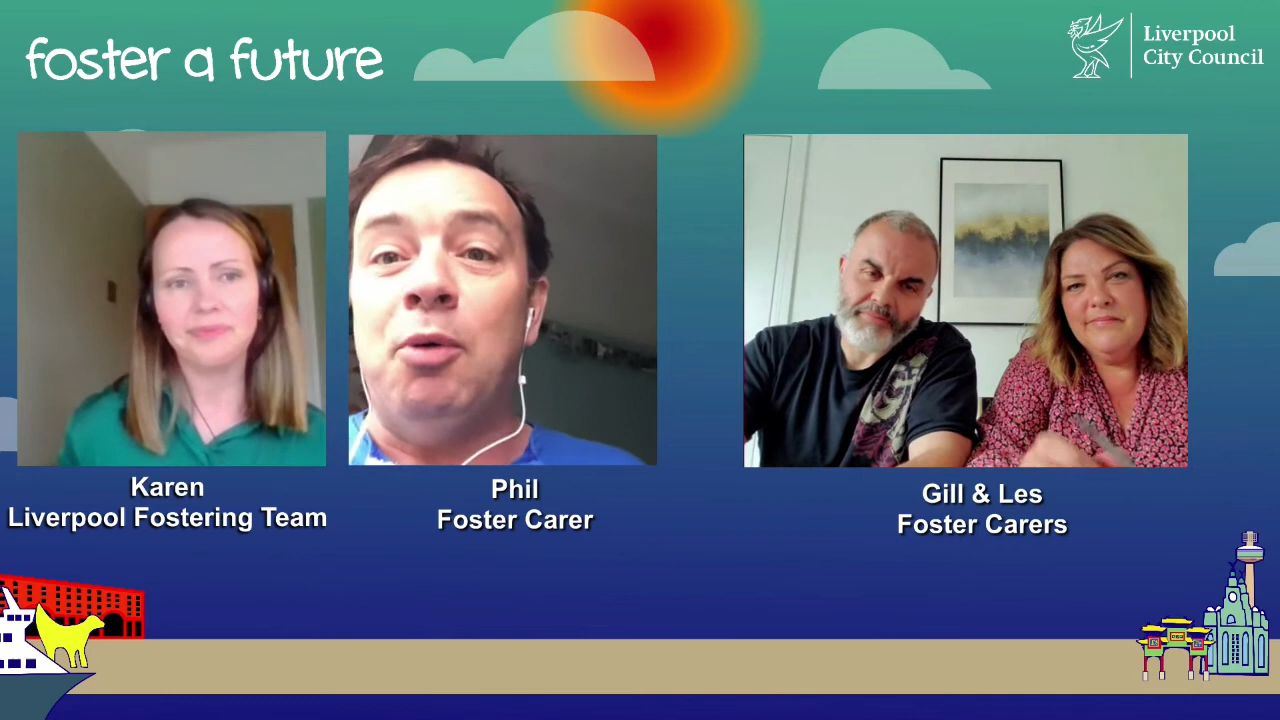 foster a future
Liverpool
City Council
Karen
Liverpool Fostering Team
Phil
Foster Carer
Gill & Les
Foster Carers